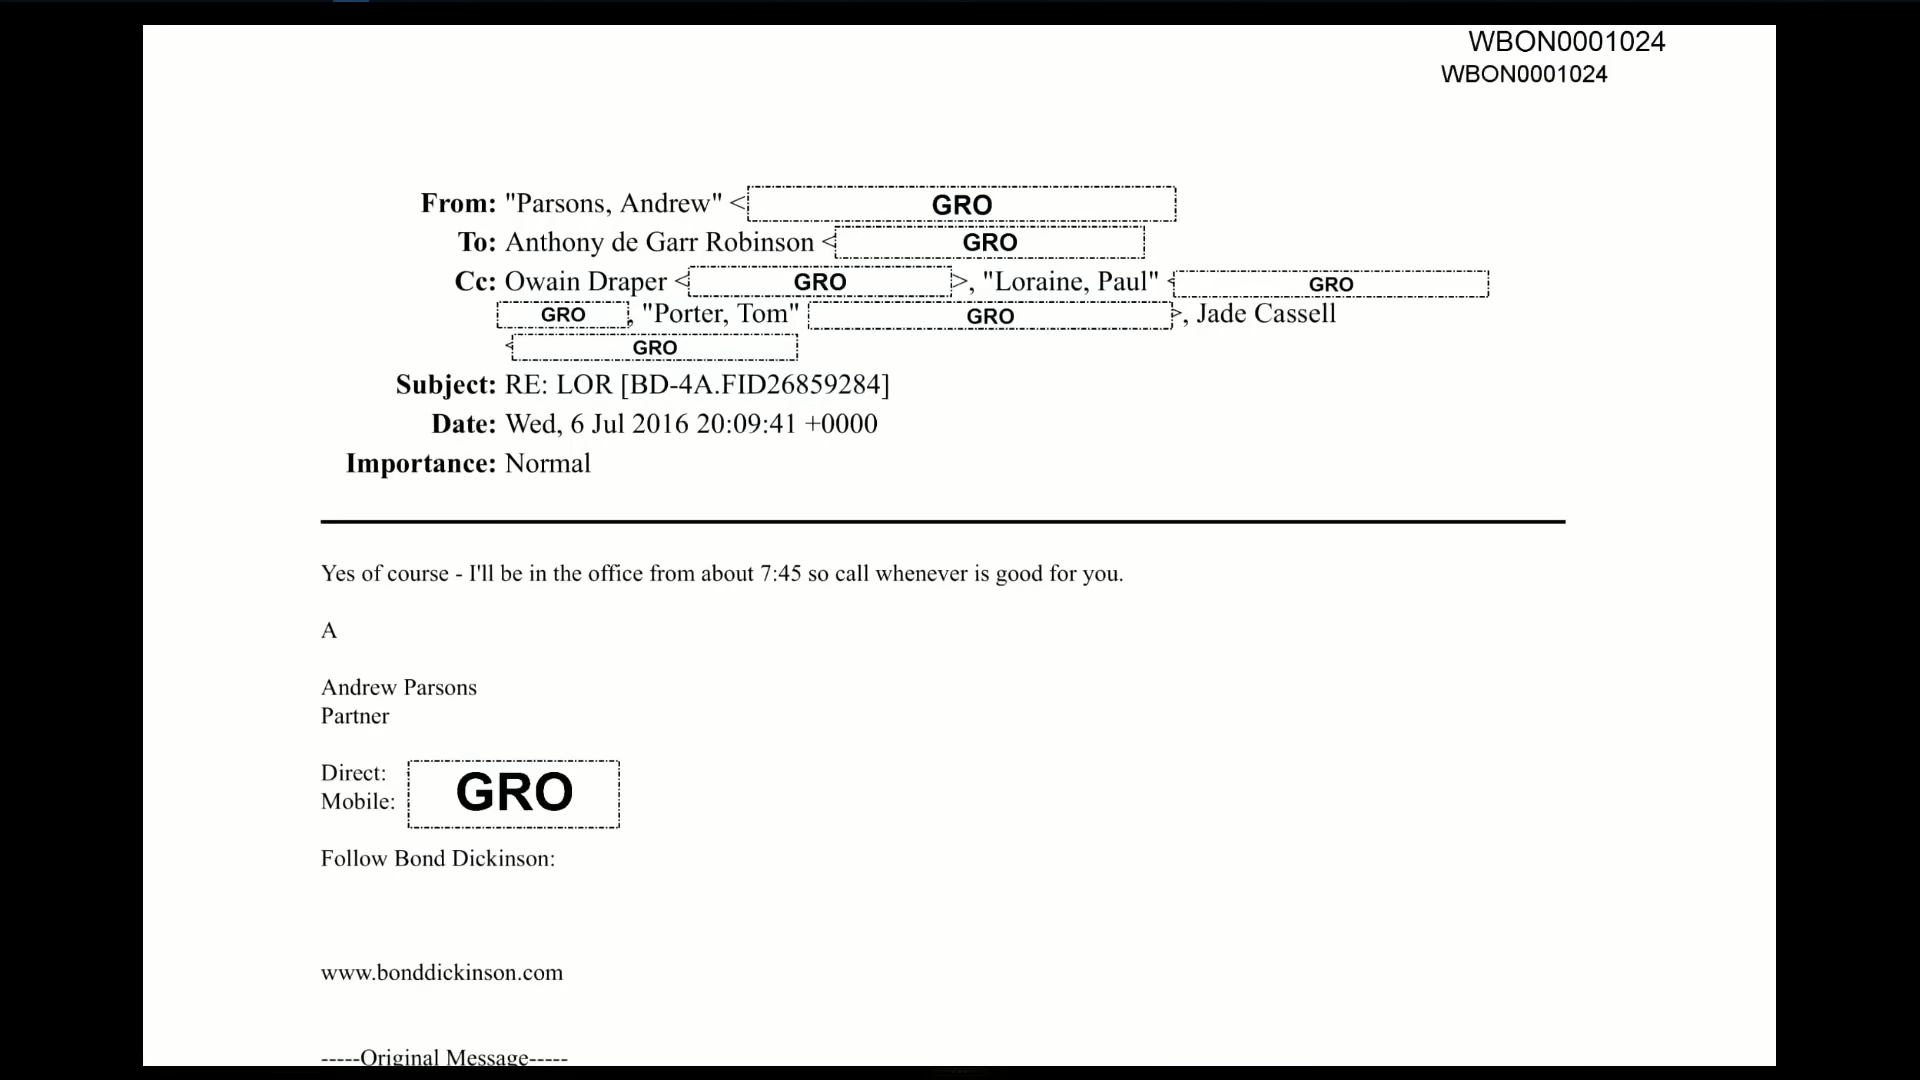 WBON0001024
WBON0001024
From: "Parsons, Andrew" <GRO
To: Anthony de Garr Robinson <GRO
Cc: Owain Draper <GRO>, "Loraine, Paul" <GRO
GRO, "Porter, Tom" GRO>, Jade Cassell
<GRO
Subject: RE: LOR [BD-4A.FID26859284]
Date: Wed, 6 Jul 2016 20:09:41 +0000
Importance: Normal
Yes of course - I'll be in the office from about 7:45 so call whenever is good for you.
A
Andrew Parsons
Partner
Direct:
Mobile: GRO
Follow Bond Dickinson:
www.bonddickinson.com
-----Original Message-----